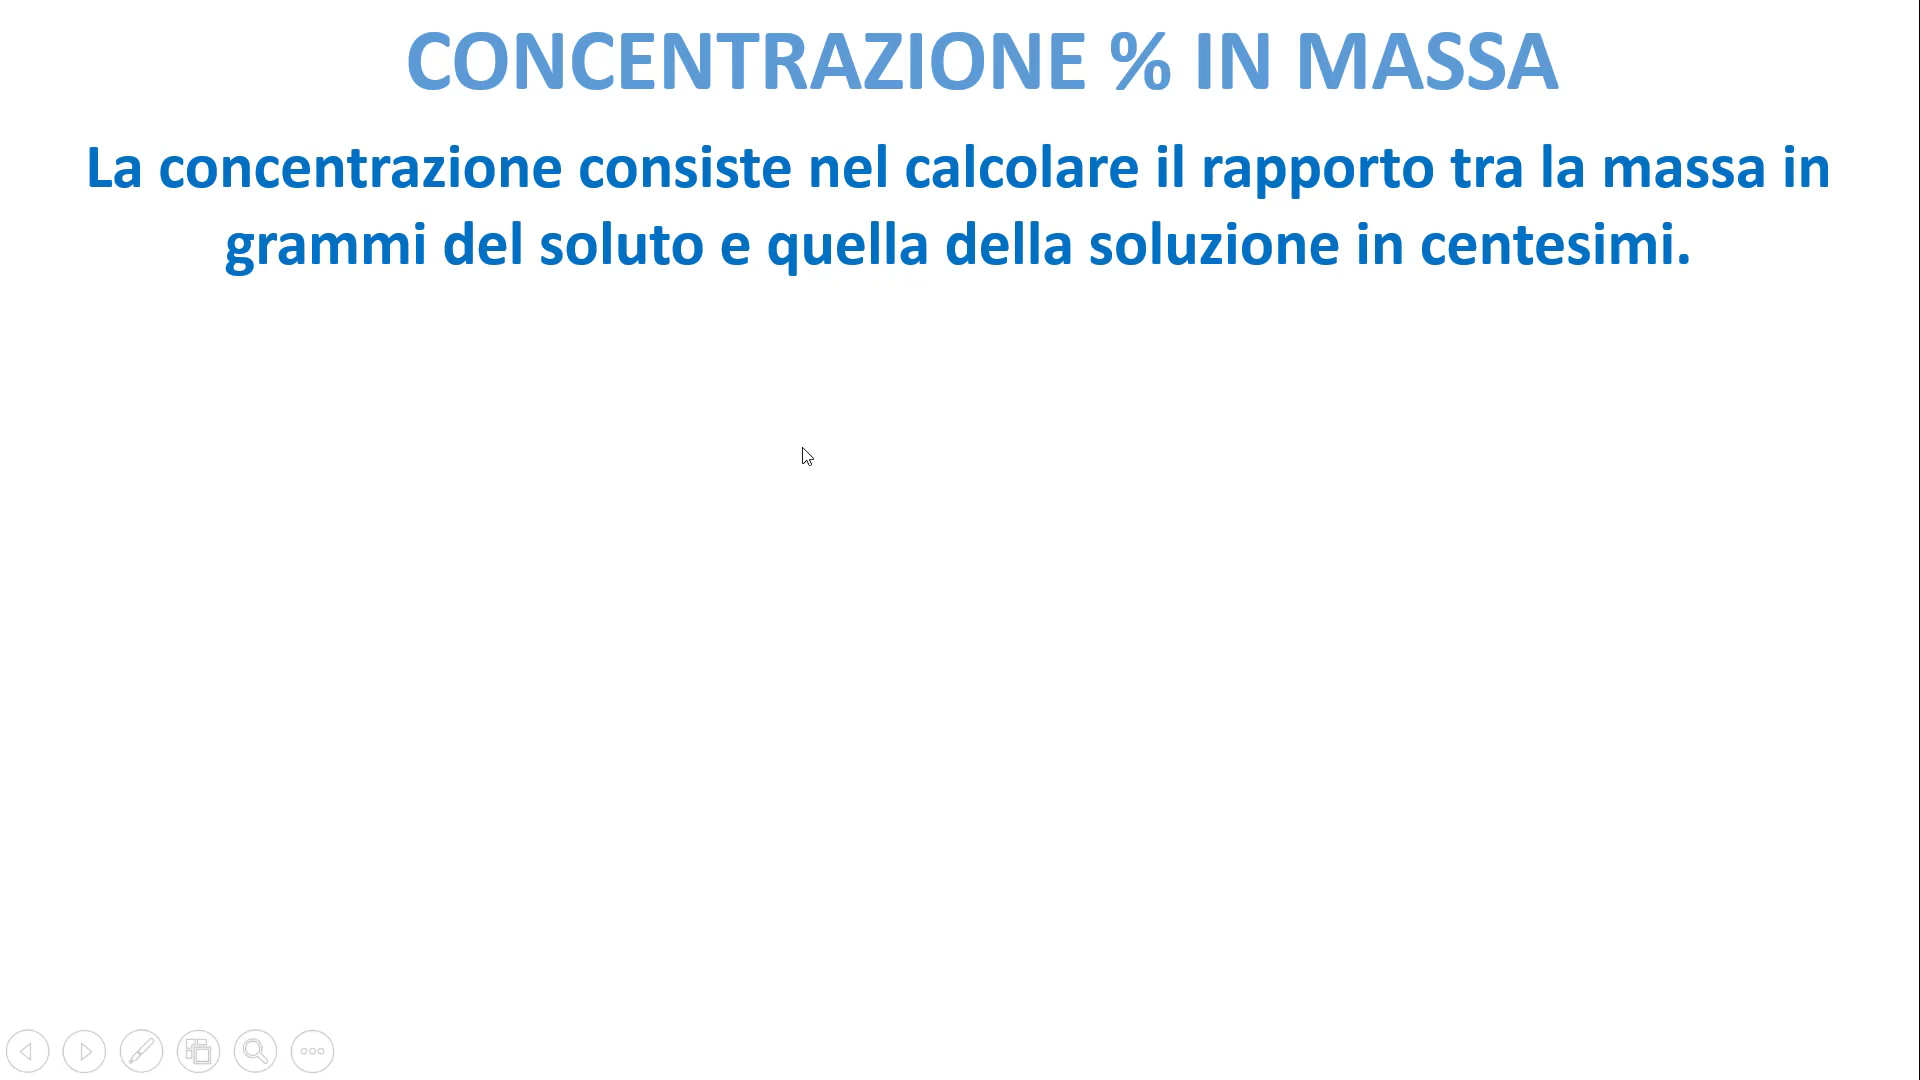 CONCENTRAZIONE % IN MASSA
La concentrazione consiste nel calcolare il rapporto tra la massa in
grammi del soluto e quella della soluzione in centesimi.